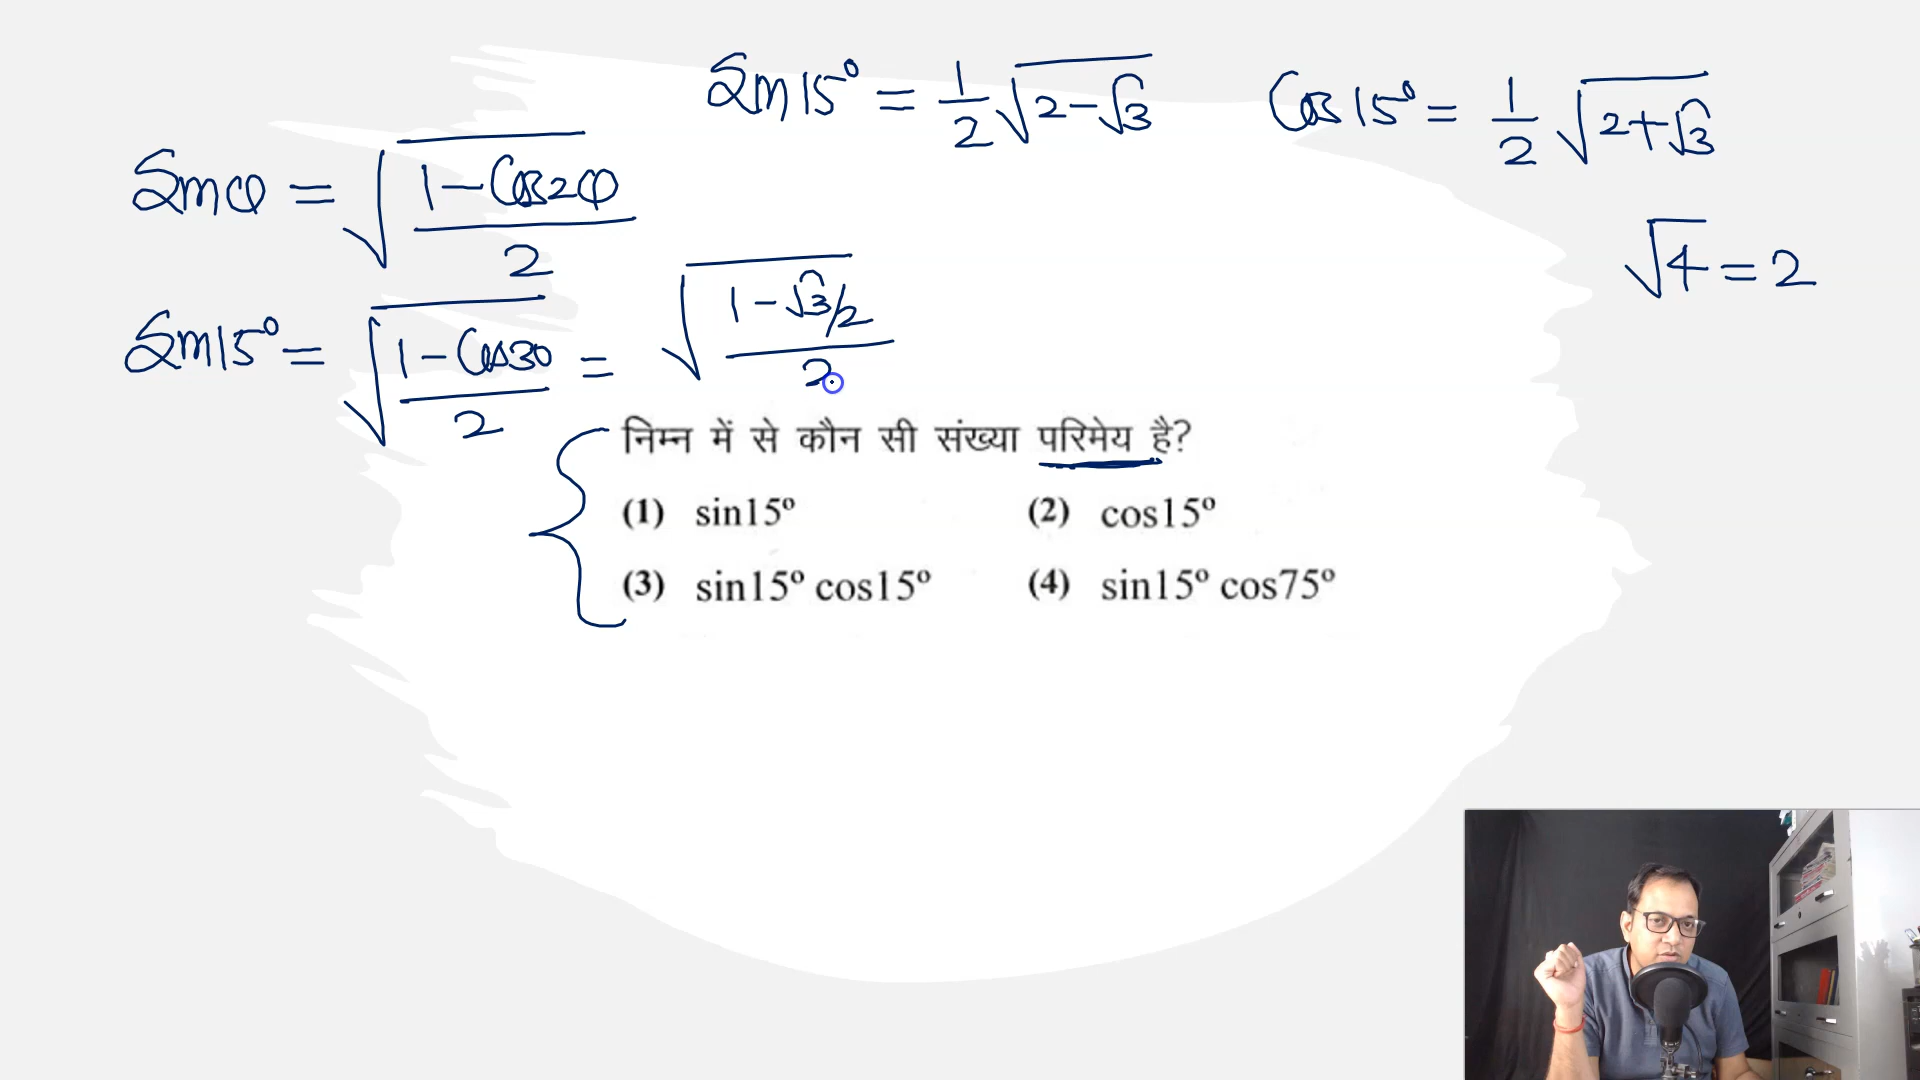 Sin15° = 1/2 √(2-√3)
Cos15° = 1/2 √(2+√3)
Sinθ = √((1-Cos2θ)/2)
√4 = 2
Sin15° = √((1-Cos30)/2) = √((1-√3/2)/2)
निम्न में से कौन सी संख्या परिमेय है?
(1) sin15° (2) cos15°
(3) sin15° cos15° (4) sin15° cos75°